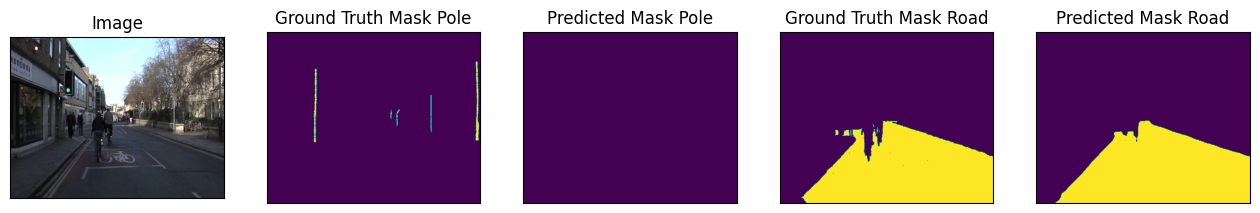 Image
Ground Truth Mask Pole
Predicted Mask Pole
Ground Truth Mask Road
Predicted Mask Road